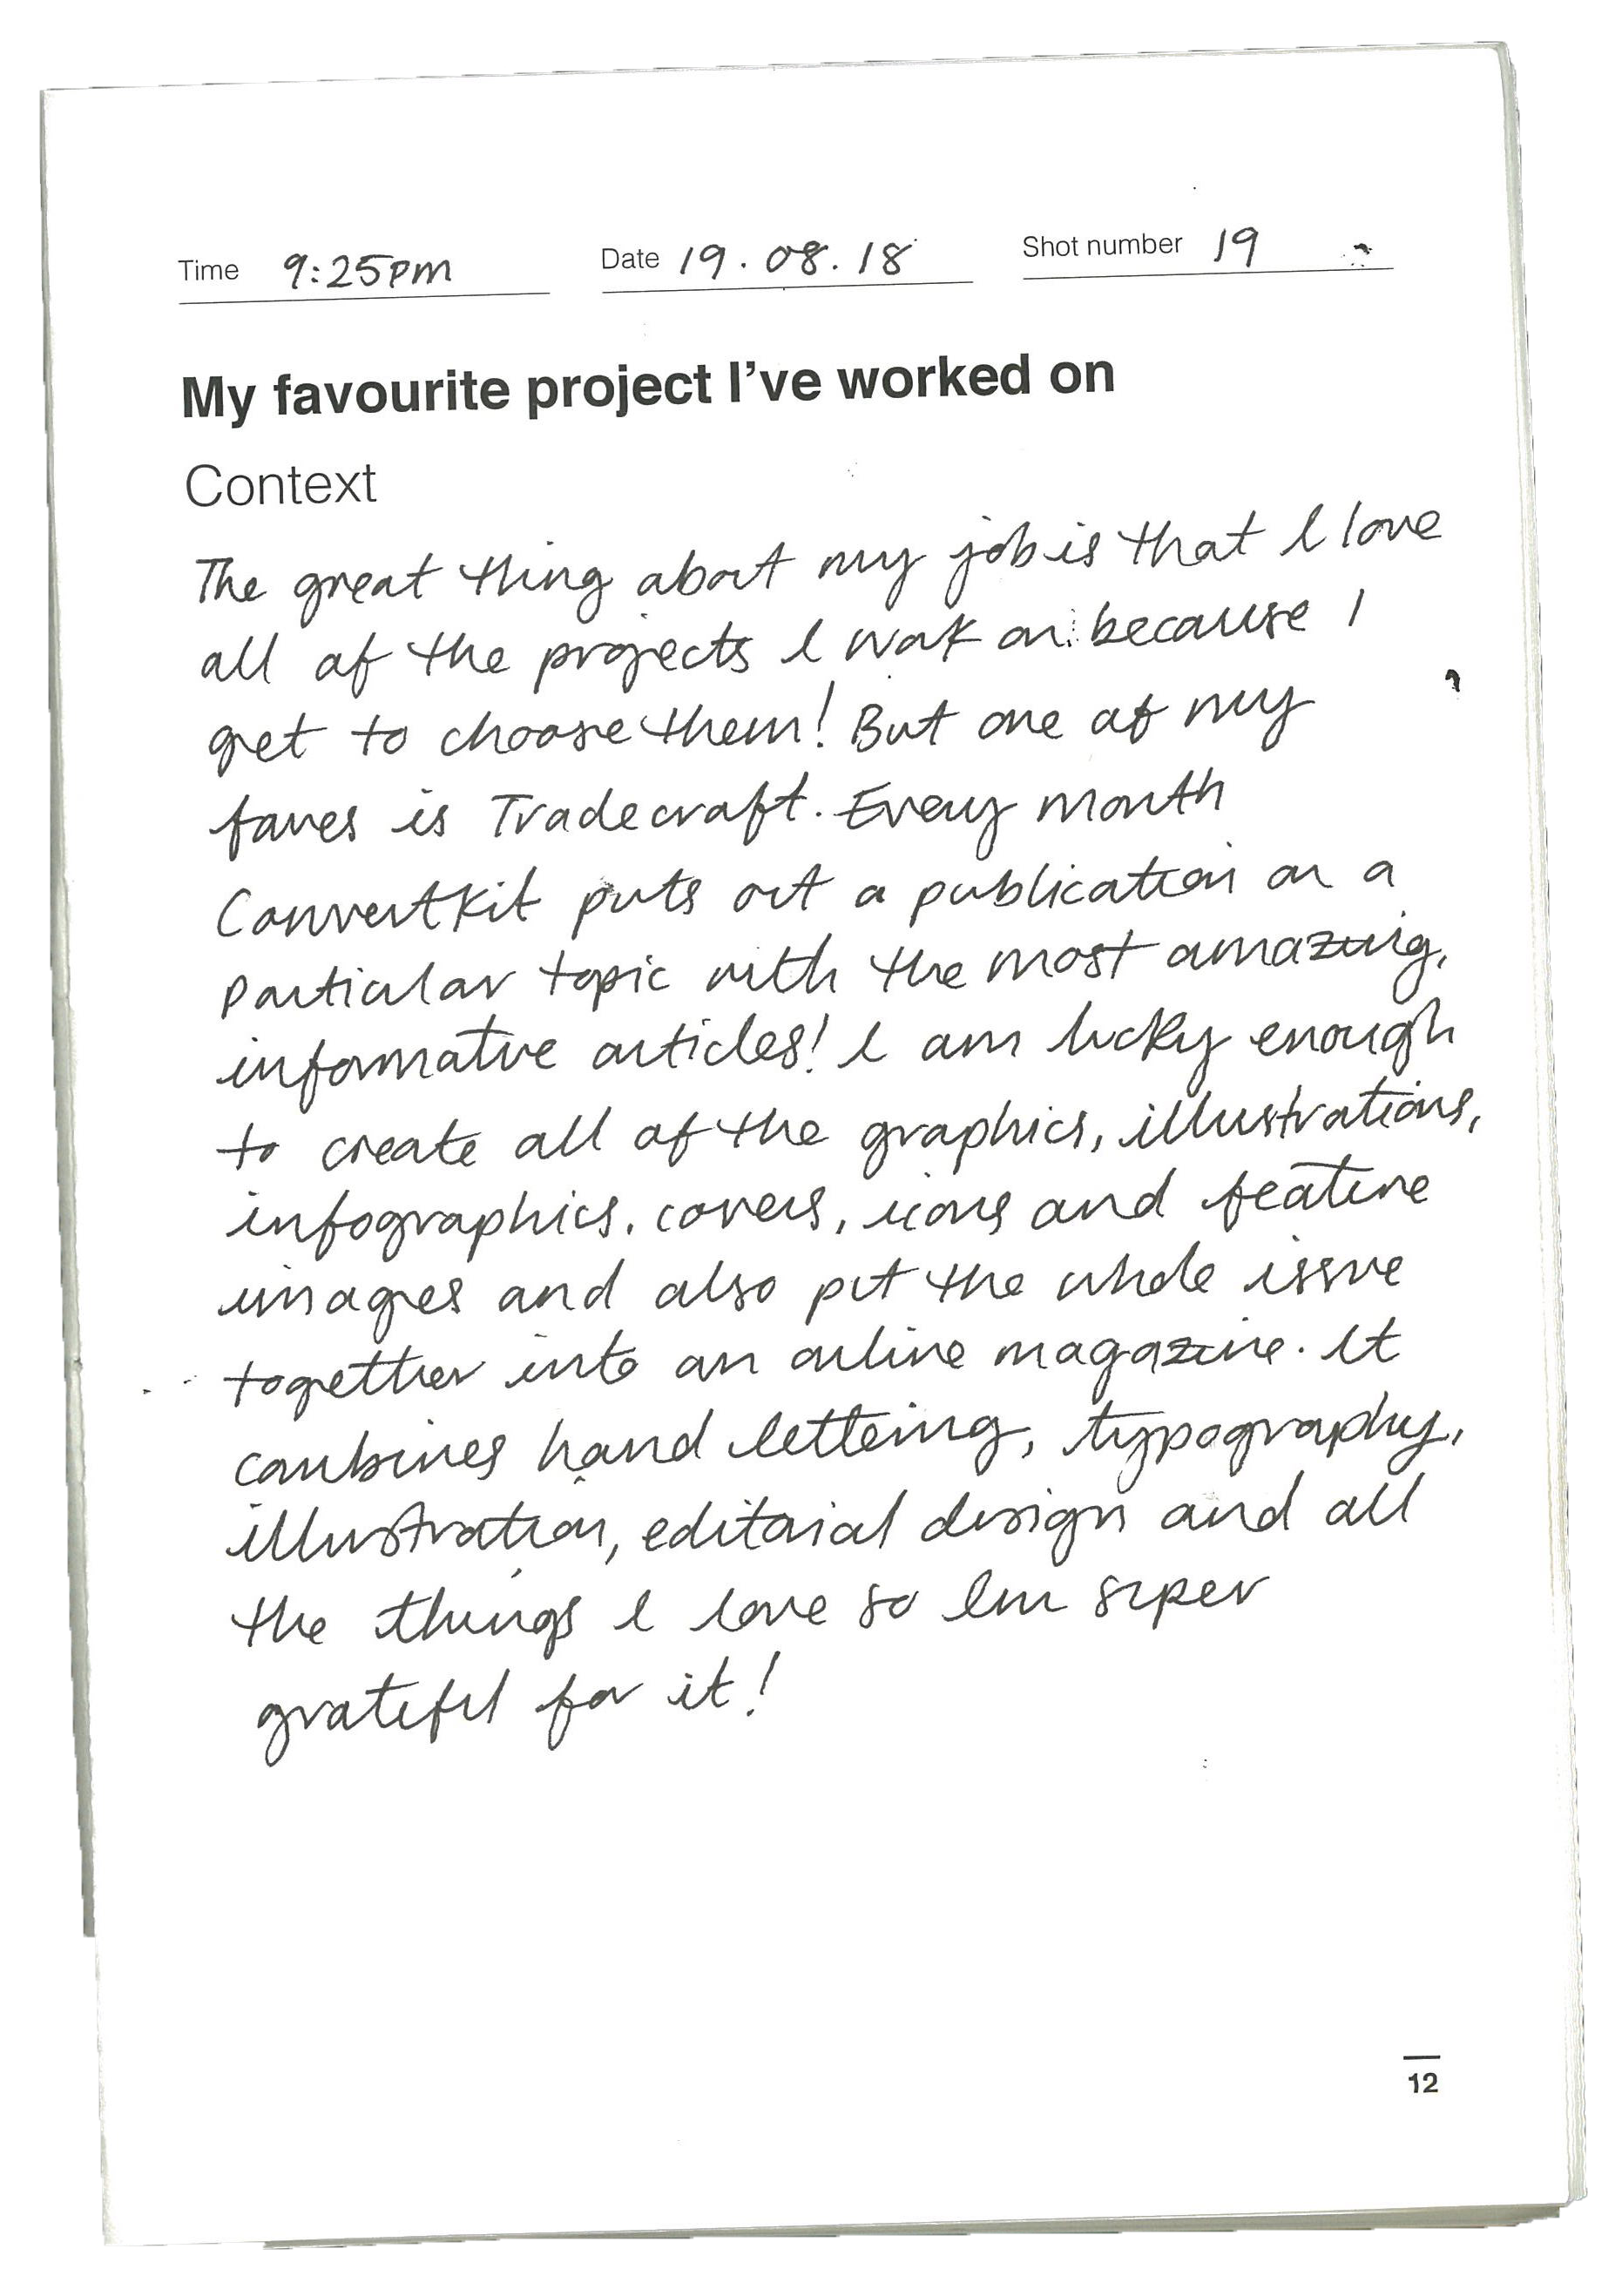 Time 9:25pm Date 19.08.18 Shot number 19
My favourite project I've worked on
Context
The great thing about my job is that I love
all of the projects I work on because I
get to choose them! But one of my
faves is Tradecraft. Every month
ConvertKit puts out a publication on a
particular topic with the most amazing,
informative articles! I am lucky enough
to create all of the graphics, illustrations,
infographics, covers, icons and feature
images and also put the whole issue
together into an online magazine. It
combines hand lettering, typography,
illustration, editorial design and all
the things I love so Im super
grateful for it!
12